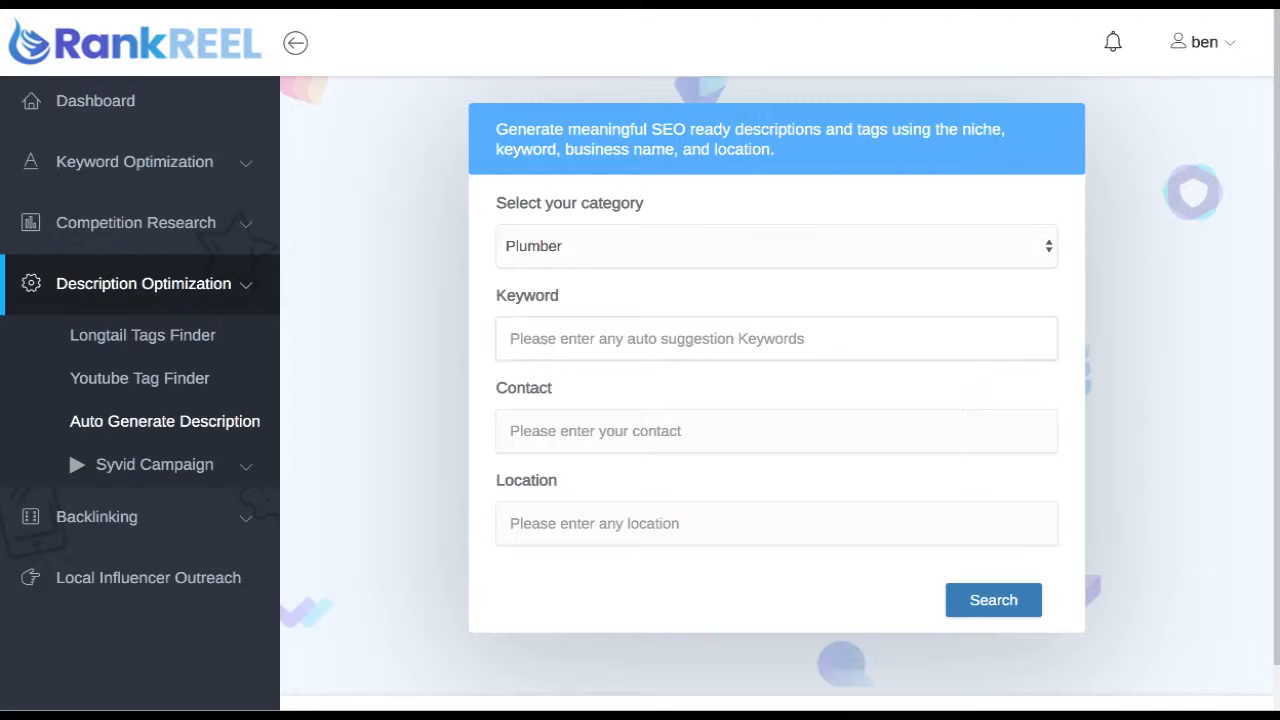 RankREEL
ben
Dashboard
Keyword Optimization
Competition Research
Description Optimization
Longtail Tags Finder
Youtube Tag Finder
Auto Generate Description
Syvid Campaign
Backlinking
Local Influencer Outreach
Generate meaningful SEO ready descriptions and tags using the niche,
keyword, business name, and location.
Select your category
Plumber
Keyword
Please enter any auto suggestion Keywords
Contact
Please enter your contact
Location
Please enter any location
Search